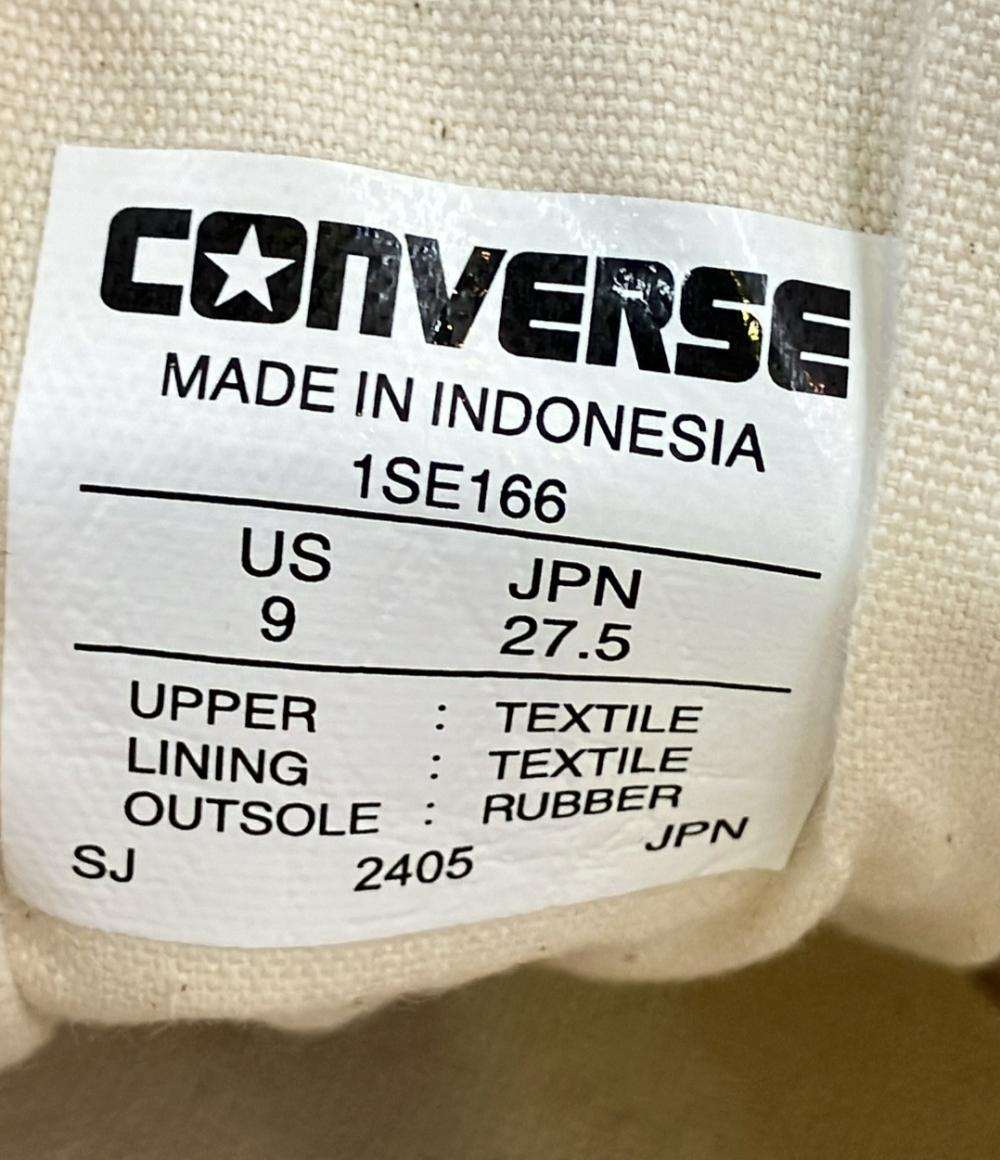 CONVERSE
MADE IN INDONESIA
1SE166
US JPN
9 27.5
UPPER : TEXTILE
LINING : TEXTILE
OUTSOLE : RUBBER
SJ 2405 JPN